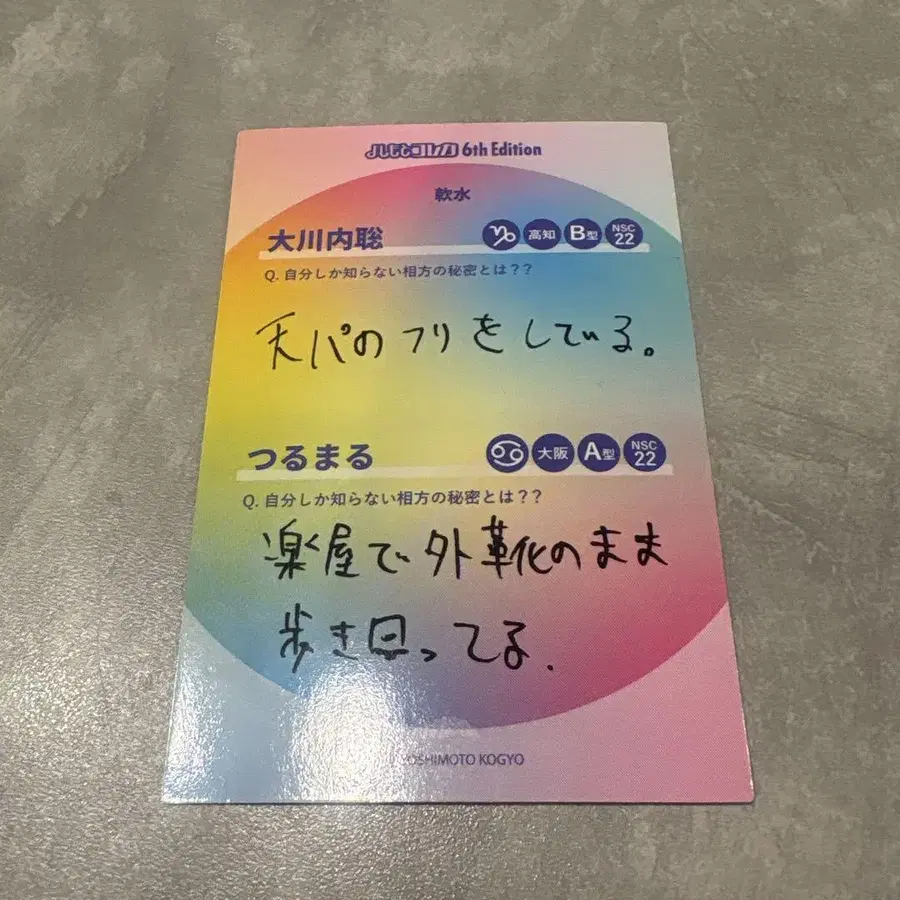 ハイモコレカ 6th Edition
軟水
大川内聡 高知 B型 NSC 22
Q. 自分しか知らない相方の秘密とは??
天パのフリをしている。
つるまる 大阪 A型 NSC 22
Q. 自分しか知らない相方の秘密とは??
楽屋で外靴のまま
歩き回ってる.
YOSHIMOTO KOGYO